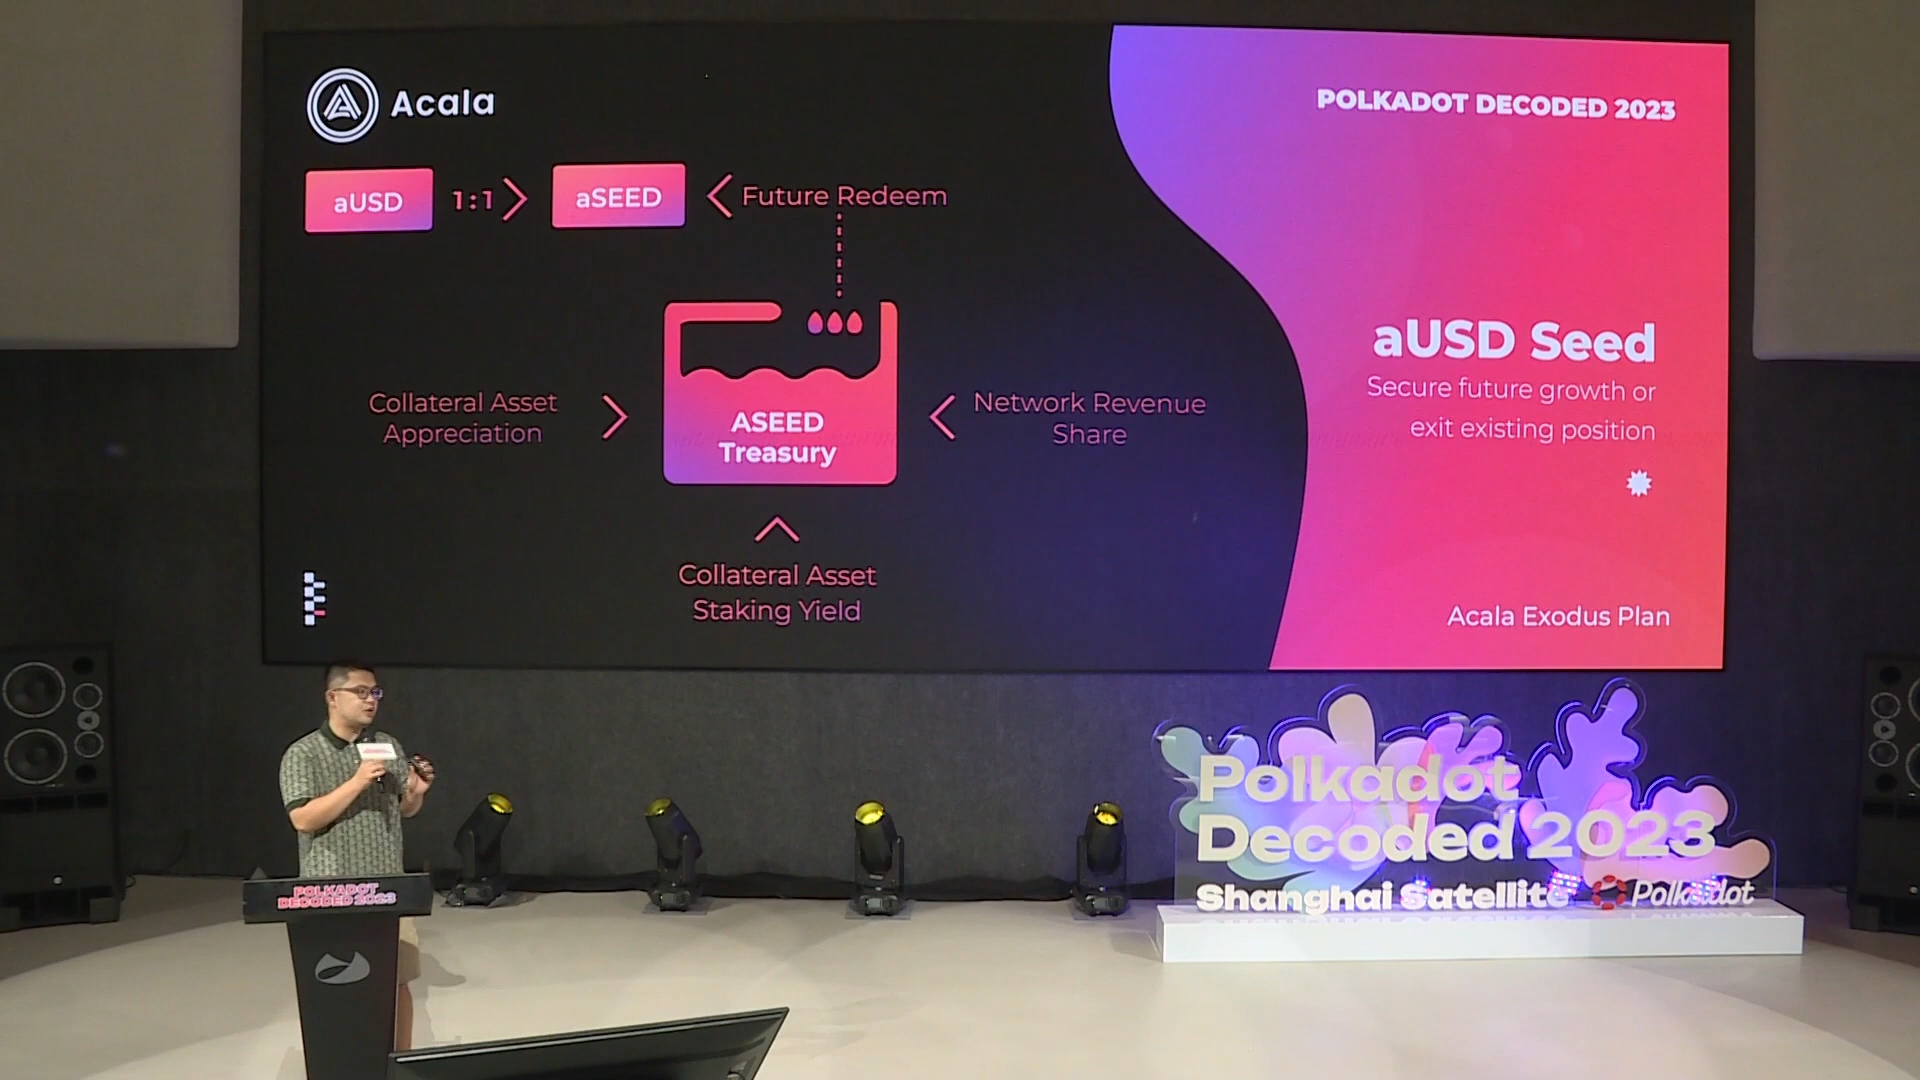 Acala
POLKADOT DECODED 2023
aUSD
1:1
aSEED
Future Redeem
Collateral Asset
Appreciation
ASEED
Treasury
Network Revenue
Share
Collateral Asset
Staking Yield
aUSD Seed
Secure future growth or
exit existing position
Acala Exodus Plan
Polkadot
Decoded 2023
Shanghai Satellite
Polkadot
POLKADOT
DECODED 2023